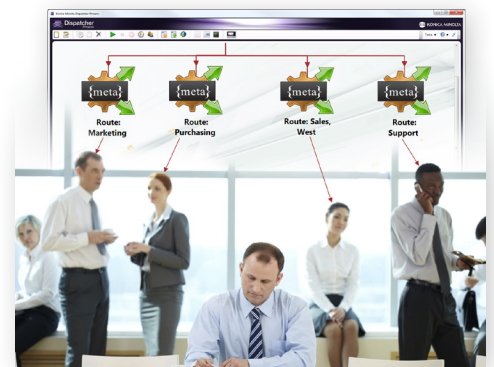 Dispatcher
KONICA MINOLTA
{meta}
{meta}
{meta}
{meta}
Route:
Marketing
Route:
Purchasing
Route: Sales,
West
Route:
Support